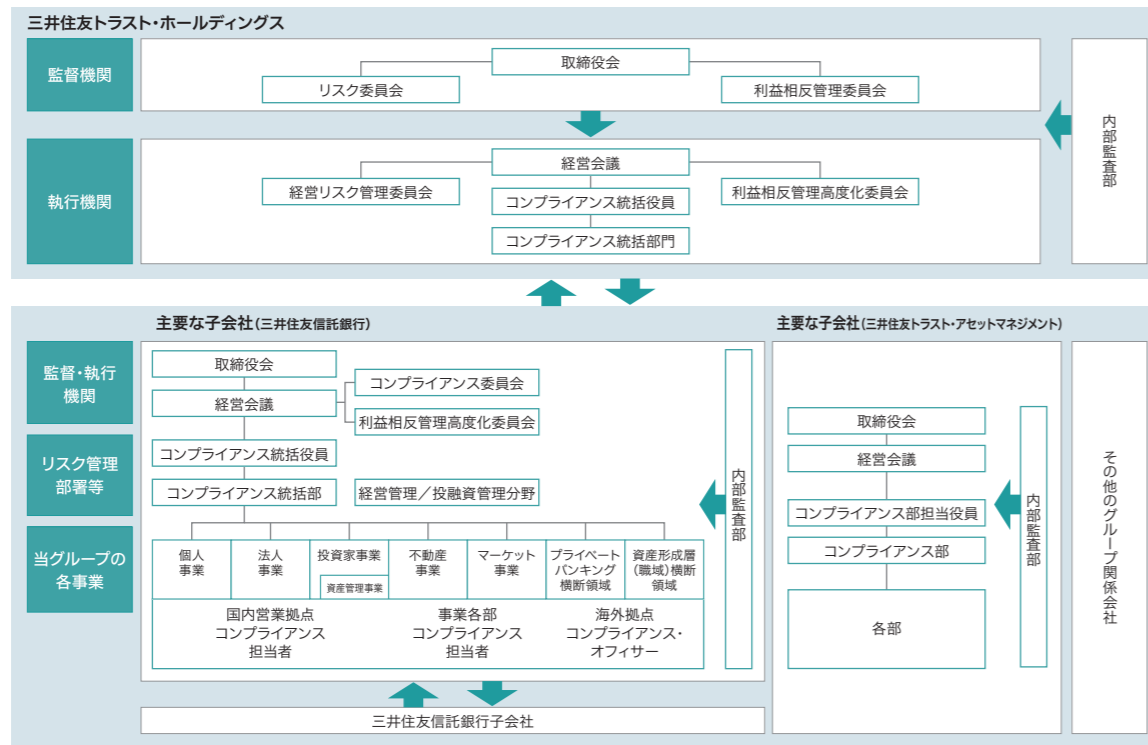 三井住友トラスト・ホールディングス
監督機関
取締役会
リスク委員会
利益相反管理委員会
執行機関
経営会議
経営リスク管理委員会
利益相反管理高度化委員会
コンプライアンス統括役員
コンプライアンス統括部門
内部監査部
主要な子会社(三井住友信託銀行)
監督・執行
機関
リスク管理
部署等
当グループの
各事業
取締役会
経営会議
コンプライアンス委員会
利益相反管理高度化委員会
コンプライアンス統括役員
コンプライアンス統括部
経営管理/投融資管理分野
個人
事業
法人
事業
投資家事業
資産管理事業
不動産
事業
マーケット
事業
プライベート
バンキング
横断領域
資産形成層
(職域)横断
領域
国内営業拠点
コンプライアンス
担当者
事業各部
コンプライアンス
担当者
海外拠点
コンプライアンス・
オフィサー
内部監査部
三井住友信託銀行子会社
主要な子会社(三井住友トラスト・アセットマネジメント)
取締役会
経営会議
コンプライアンス部担当役員
コンプライアンス部
各部
内部監査部
その他のグループ関係会社